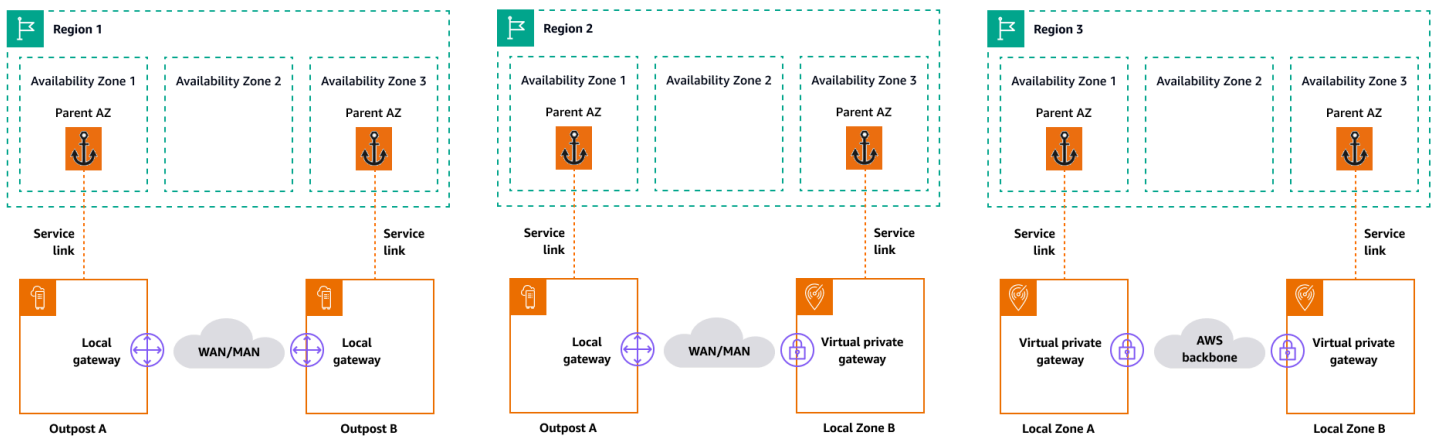 Region 1
Availability Zone 1
Availability Zone 2
Availability Zone 3
Parent AZ
Parent AZ
Service
link
Service
link
Local
gateway
WAN/MAN
Local
gateway
Outpost A
Outpost B
Region 2
Availability Zone 1
Availability Zone 2
Availability Zone 3
Parent AZ
Parent AZ
Service
link
Service
link
Local
gateway
WAN/MAN
Virtual private
gateway
Outpost A
Local Zone B
Region 3
Availability Zone 1
Availability Zone 2
Availability Zone 3
Parent AZ
Parent AZ
Service
link
Service
link
Virtual private
gateway
AWS
backbone
Virtual private
gateway
Local Zone A
Local Zone B